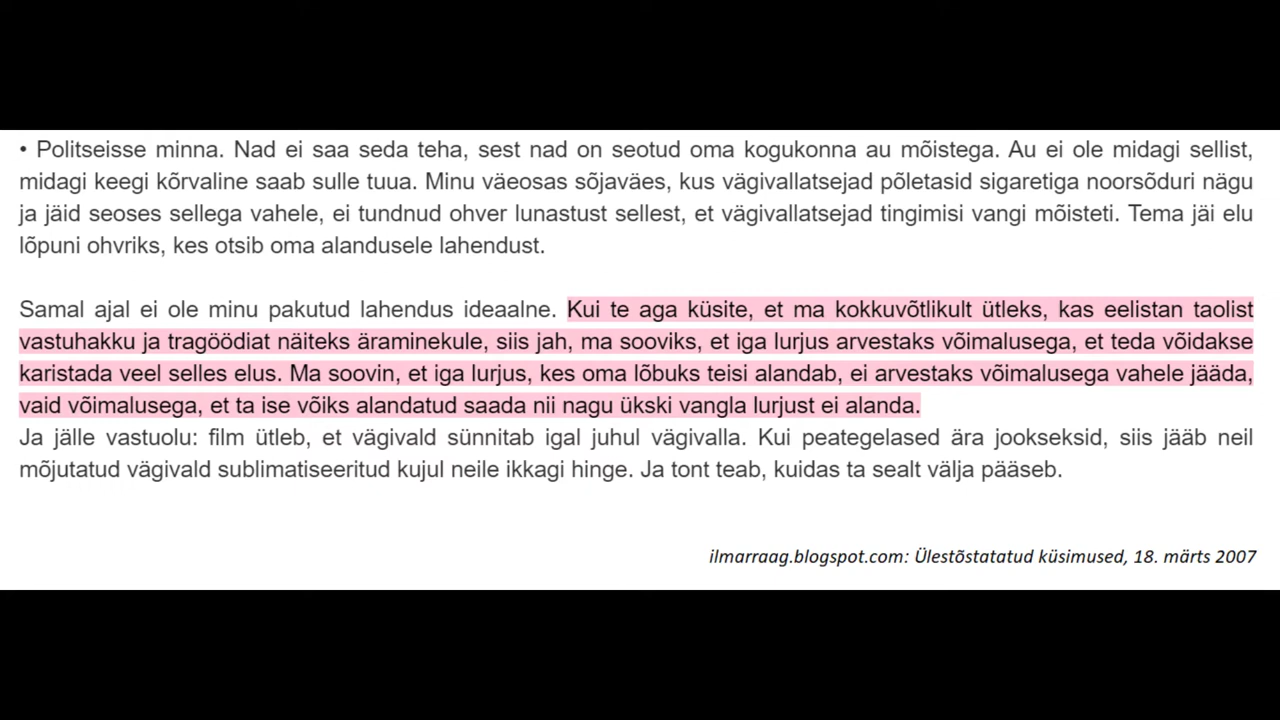 • Politseisse minna. Nad ei saa seda teha, sest nad on seotud oma kogukonna au mõistega. Au ei ole midagi sellist,
midagi keegi kõrvaline saab sulle tuua. Minu väeosas sõjaväes, kus vägivallatsejad põletasid sigaretiga noorsõduri nägu
ja jäid seoses sellega vahele, ei tundnud ohver lunastust sellest, et vägivallatsejad tingimisi vangi mõisteti. Tema jäi elu
lõpuni ohvriks, kes otsib oma alandusele lahendust.
Samal ajal ei ole minu pakutud lahendus ideaalne. Kui te aga küsite, et ma kokkuvõtlikult ütleks, kas eelistan taolist
vastuhakku ja tragöödiat näiteks äraminekule, siis jah, ma sooviks, et iga lurjus arvestaks võimalusega, et teda võidakse
karistada veel selles elus. Ma soovin, et iga lurjus, kes oma lõbuks teisi alandab, ei arvestaks võimalusega vahele jääda,
vaid võimalusega, et ta ise võiks alandatud saada nii nagu ükski vangla lurjust ei alanda.
Ja jälle vastuolu: film ütleb, et vägivald sünnitab igal juhul vägivalla. Kui peategelased ära jookseksid, siis jääb neil
mõjutatud vägivald sublimatiseeritud kujul neile ikkagi hinge. Ja tont teab, kuidas ta sealt välja pääseb.
ilmarraag.blogspot.com: Ülestõstatatud küsimused, 18. märts 2007